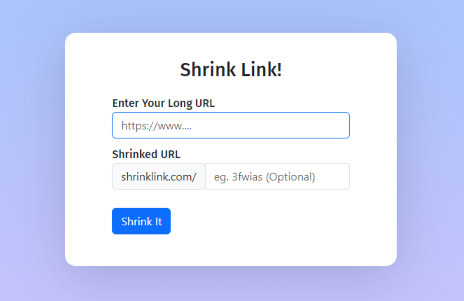 Shrink Link!
Enter Your Long URL
https://www....
Shrinked URL
shrinklink.com/ eg. 3fwias (Optional)
Shrink It